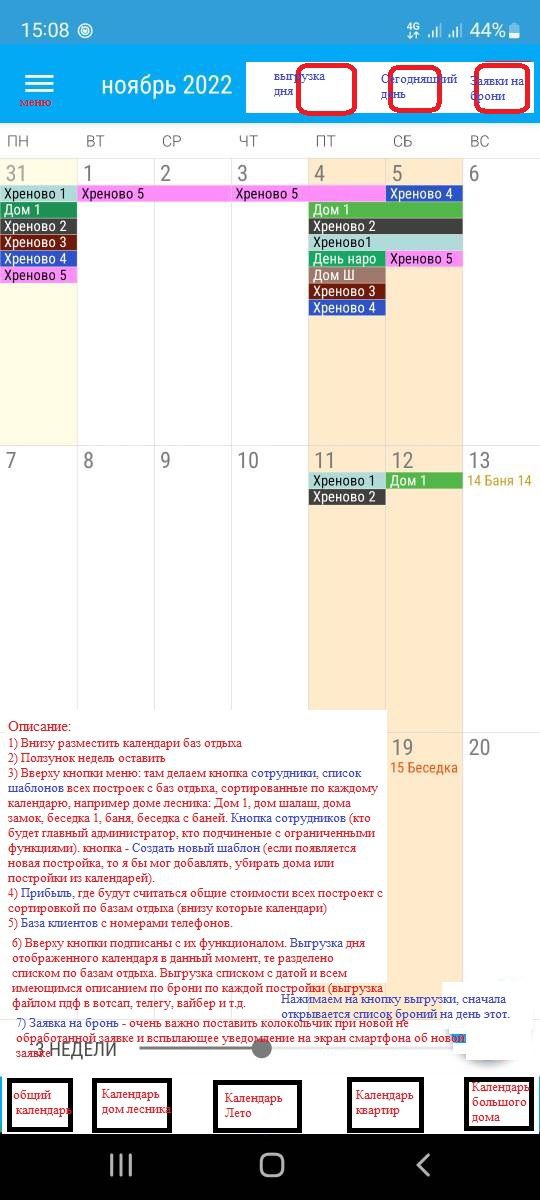 15:08 4G 44%
меню
ноябрь 2022
выгрузка
дня
Сегодняшний
день
Заявки на
брони
ПН ВТ СР ЧТ ПТ СБ ВС
31 1 2 3 4 5 6
Хреново 1 Хреново 5 Хреново 5 Хреново 4
Дом 1 Дом 1
Хреново 2 Хреново 2
Хреново 3 Хреново1
Хреново 4 День наро Хреново 5
Хреново 5 Дом Ш
Хреново 3
Хреново 4
7 8 9 10 11 12 13
Хреново 1 Дом 1 14 Баня 14
Хреново 2
19 20
15 Беседка
Описание:
1) Внизу разместить календари баз отдыха
2) Ползунок недель оставить
3) Вверху кнопки меню: там делаем кнопка сотрудники, список
шаблонов всех построек с баз отдыха, сортированные по каждому
календарю, например доме лесника: Дом 1, дом шалаш, дома
замок, беседка 1, баня, беседка с баней. Кнопка сотрудников (кто
будет главный администратор, кто подчиненые с ограниченными
функциями). кнопка - Создать новый шаблон (если появляется
новая постройка, то я бы мог добавлять, убирать дома или
постройки из календарей).
4) Прибыль, где будут считаться общие стоимости всех построект с
сортировкой по базам отдыха (внизу которые календари)
5) База клиентов с номерами телефонов.
6) Вверху кнопки подписаны с их функционалом. Выгрузка дня
отображеного календаря в данный момент, те разделено
списком по базам отдыха. Выгрузка списком с датой и всем
имеющимся описанием по брони по каждой постройки (выгрузка
файлом пдф в вотсап, телегу, вайбер и т.д.
Нажимаем на кнопку выгрузки, сначала
открывается список броний на день этот.
7) Заявка на бронь - очень важно поставить колокольчик при новой не
обработанной заявке и вспылающее уведомление на экран смартфона об новой
заявке
3 НЕДЕЛИ
общий
календарь
Календарь
дом лесника
Календарь
Лето
Календарь
квартир
Календарь
большого
дома